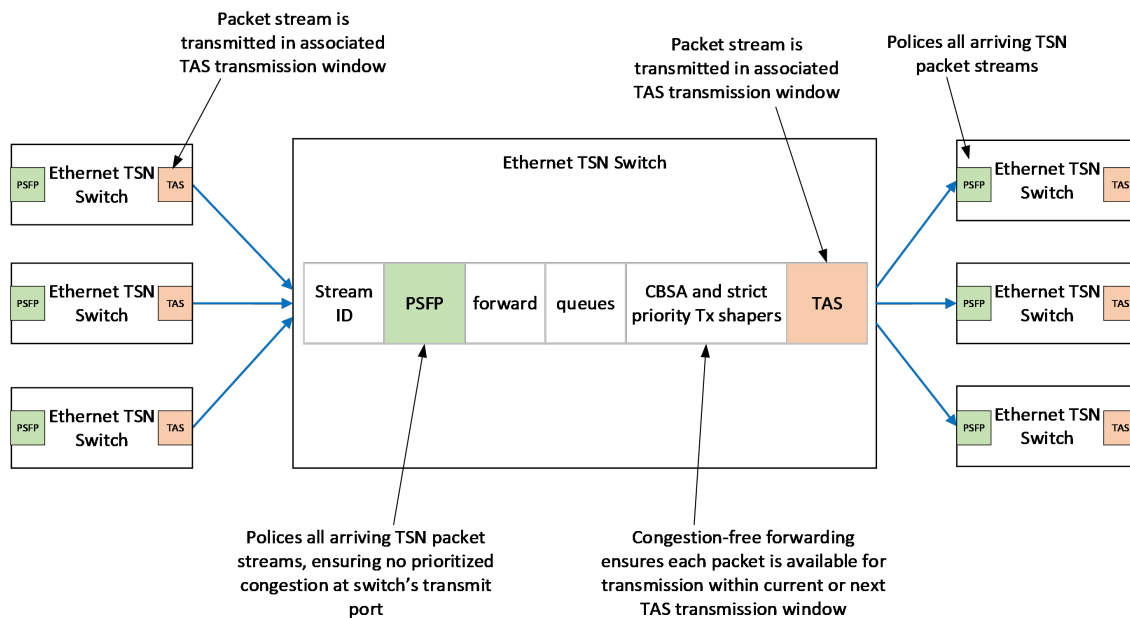 Packet stream is
transmitted in associated
TAS transmission window
Packet stream is
transmitted in associated
TAS transmission window
Polices all arriving TSN
packet streams
PSFP
Ethernet TSN
Switch
TAS
PSFP
Ethernet TSN
Switch
TAS
PSFP
Ethernet TSN
Switch
TAS
Ethernet TSN Switch
Stream
ID
PSFP
forward
queues
CBSA and strict
priority Tx shapers
TAS
PSFP
Ethernet TSN
Switch
TAS
PSFP
Ethernet TSN
Switch
TAS
PSFP
Ethernet TSN
Switch
TAS
Polices all arriving TSN packet
streams, ensuring no prioritized
congestion at switch’s transmit
port
Congestion-free forwarding
ensures each packet is available for
transmission within current or next
TAS transmission window